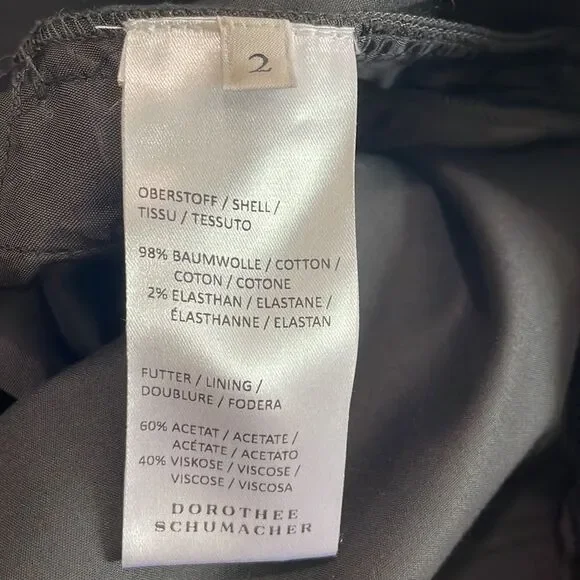 2
OBERSTOFF / SHELL /
TISSU / TESSUTO
98% BAUMWOLLE / COTTON /
COTON / COTONE
2% ELASTHAN / ELASTANE /
ÉLASTHANNE / ELASTAN
FUTTER / LINING /
DOUBLURE / FODERA
60% ACETAT / ACETATE /
ACÉTATE / ACETATO
40% VISKOSE / VISCOSE /
VISCOSE / VISCOSA
DOROTHEE
SCHUMACHER